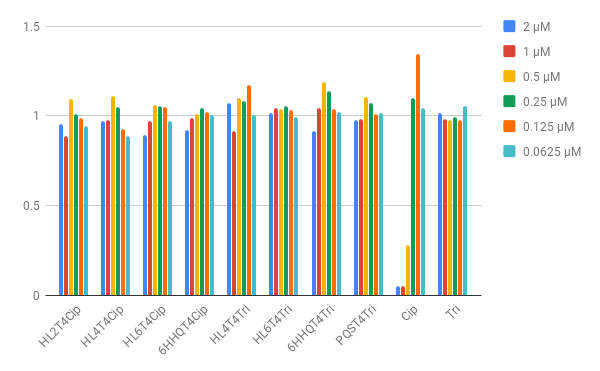 1.5
1
0.5
0
2 µM
1 µM
0.5 µM
0.25 µM
0.125 µM
0.0625 µM
HL2T4Cip
HL4T4Cip
HL6T4Cip
6HHQT4Cip
HL4T4Tri
HL6T4Tri
6HHQT4Tri
PQST4Tri
Cip
Tri